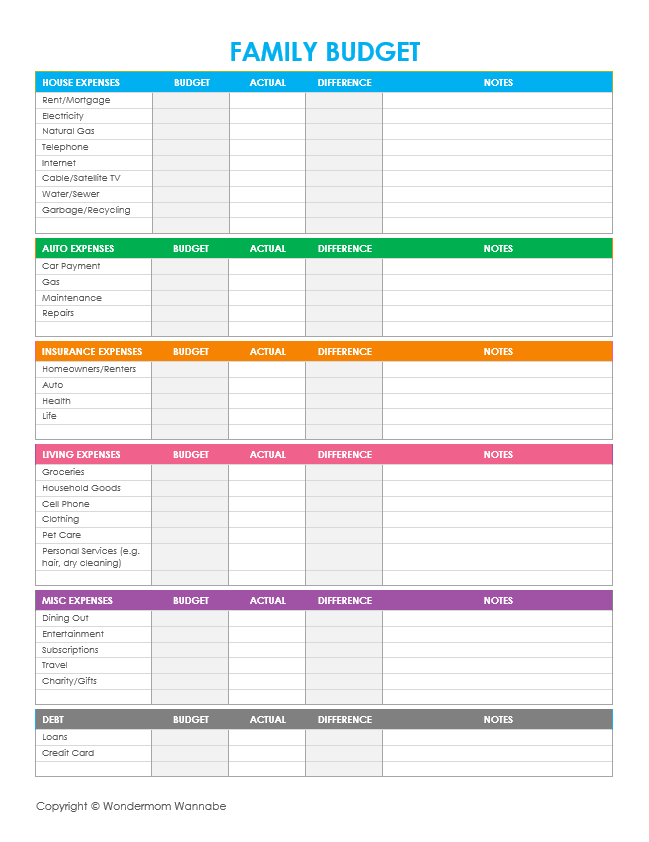 FAMILY BUDGET
HOUSE EXPENSES BUDGET ACTUAL DIFFERENCE NOTES
Rent/Mortgage
Electricity
Natural Gas
Telephone
Internet
Cable/Satellite TV
Water/Sewer
Garbage/Recycling
AUTO EXPENSES BUDGET ACTUAL DIFFERENCE NOTES
Car Payment
Gas
Maintenance
Repairs
INSURANCE EXPENSES BUDGET ACTUAL DIFFERENCE NOTES
Homeowners/Renters
Auto
Health
Life
LIVING EXPENSES BUDGET ACTUAL DIFFERENCE NOTES
Groceries
Household Goods
Cell Phone
Clothing
Pet Care
Personal Services (e.g.
hair, dry cleaning)
MISC EXPENSES BUDGET ACTUAL DIFFERENCE NOTES
Dining Out
Entertainment
Subscriptions
Travel
Charity/Gifts
DEBT BUDGET ACTUAL DIFFERENCE NOTES
Loans
Credit Card
Copyright © Wondermom Wannabe